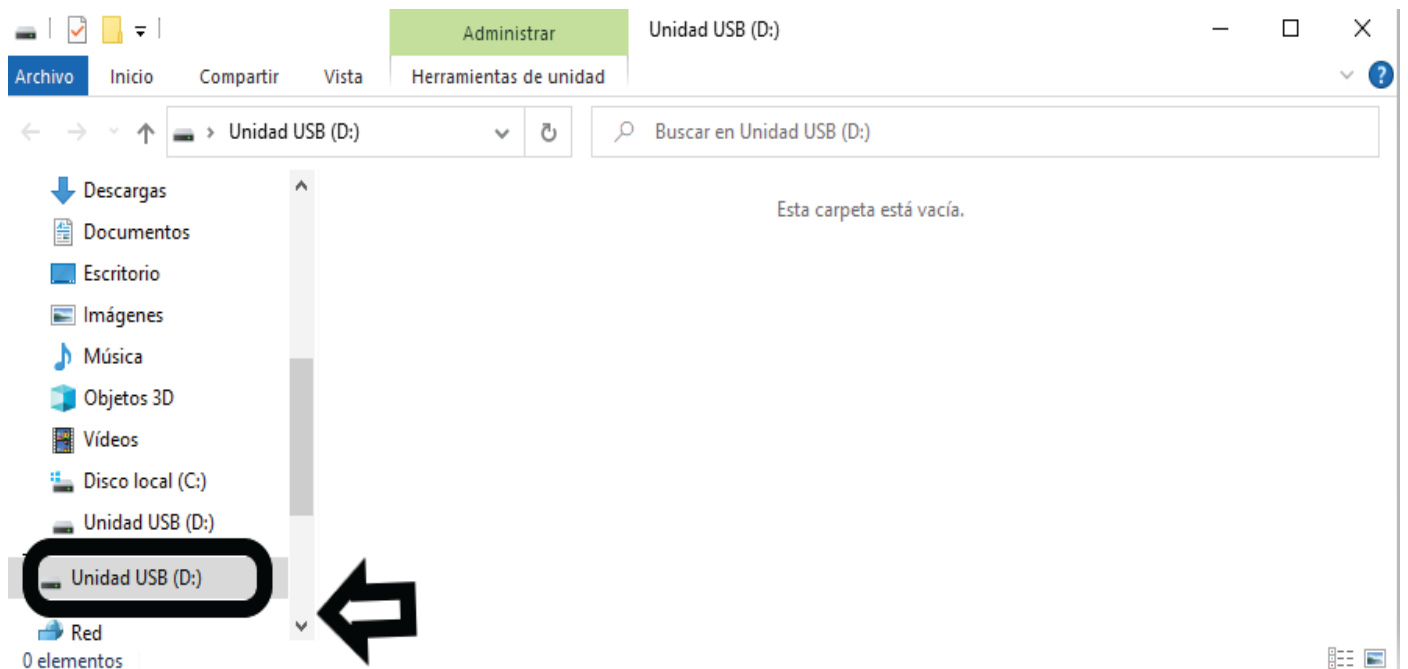 Administrar
Unidad USB (D:)
Archivo
Inicio
Compartir
Vista
Herramientas de unidad
?
Unidad USB (D:)
Buscar en Unidad USB (D:)
Descargas
Esta carpeta está vacía.
Documentos
Escritorio
Imágenes
Música
Objetos 3D
Vídeos
Disco local (C:)
Unidad USB (D:)
Unidad USB (D:)
Red
0 elementos